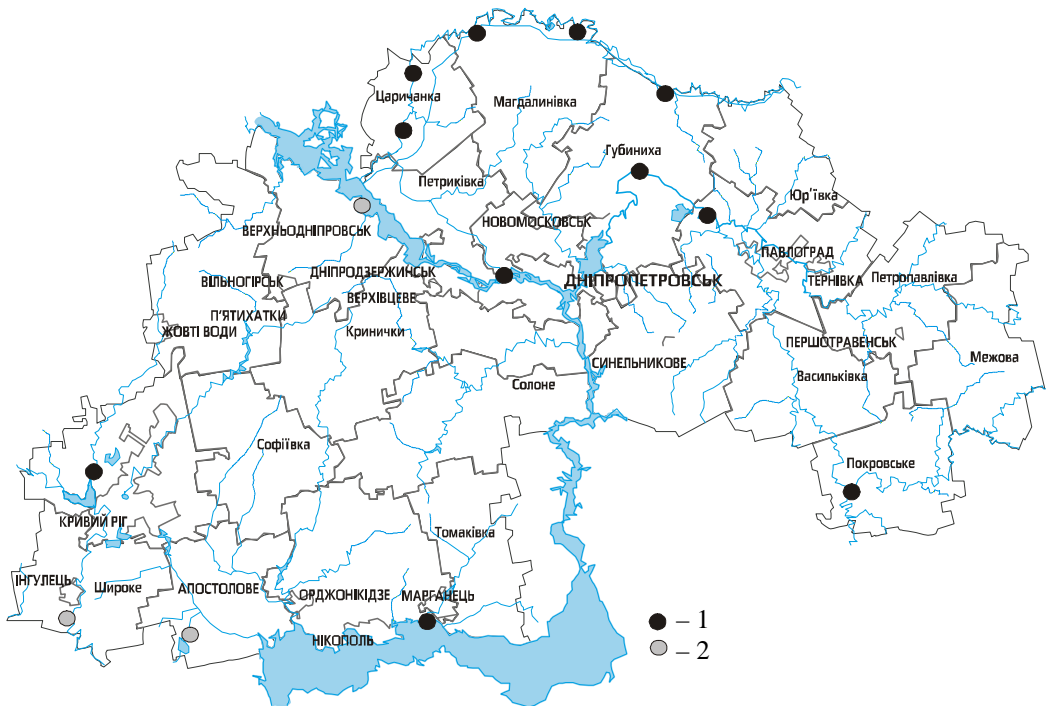 Царичанка
Магдалинівка
Губиниха
Петриківка
Юр'ївка
НОВОМОСКОВСЬК
ВЕРХНЬОДНІПРОВСЬК
ПАВЛОГРАД
ДНІПРОДЗЕРЖИНСЬК
ДНІПРОПЕТРОВСЬК
ТЕРНІВКА
Петропавлівка
ВІЛЬНОГІРСЬК
ВЕРХІВЦЕВЕ
П'ЯТИХАТКИ
ЖОВТІ ВОДИ
Кринички
ПЕРШОТРАВЕНСЬК
Межова
СИНЕЛЬНИКОВЕ
Васильківка
Солоне
Софіївка
Покровське
КРИВИЙ РІГ
Томаківка
ІНГУЛЕЦЬ
Широке
АПОСТОЛОВЕ
ОРДЖОНІКІДЗЕ
МАРГАНЕЦЬ
НІКОПОЛЬ
– 1
– 2